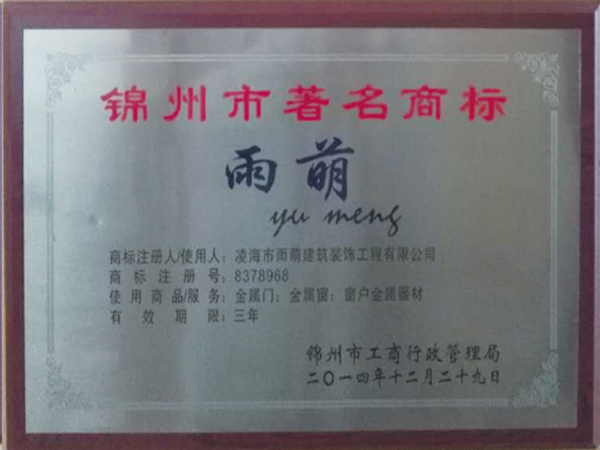 锦州市著名商标
雨萌
yu meng
商标注册人/使用人：凌海市雨萌建筑装饰工程有限公司
商标注册号：8378968
使用商品/服务：金属门；金属窗；窗户金属器材
有效期限：三年
锦州市工商行政管理局
二〇一四年十二月二十九日